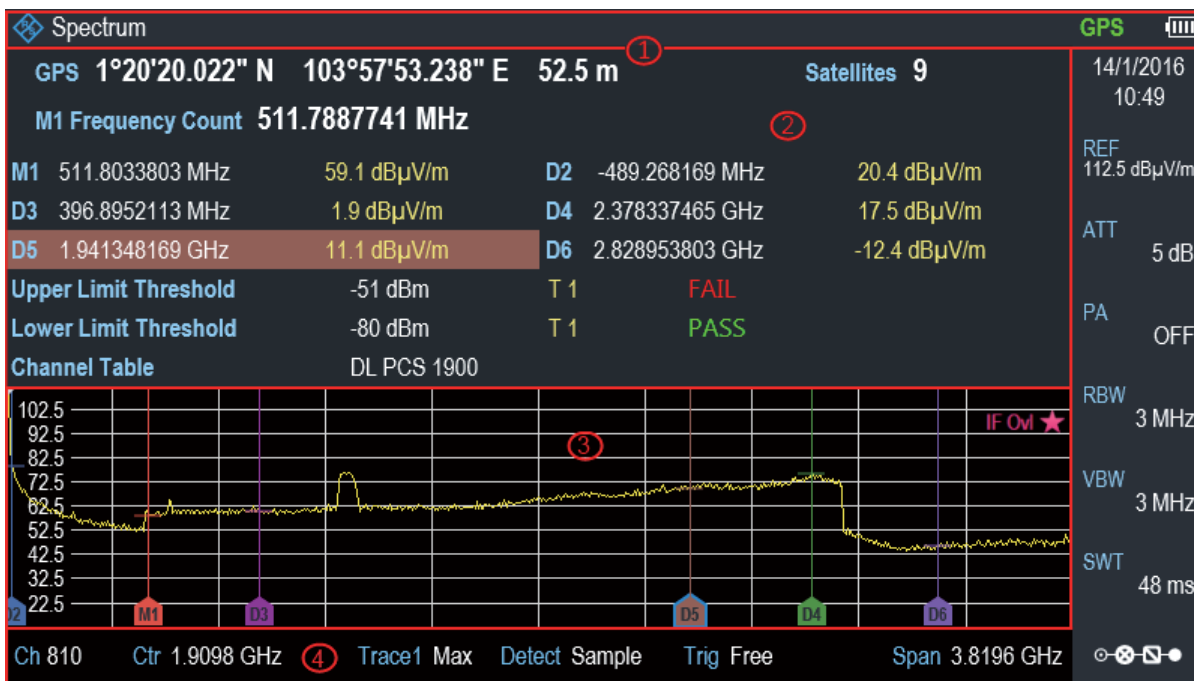 Spectrum GPS
1
GPS 1°20'20.022" N 103°57'53.238" E 52.5 m Satellites 9
14/1/2016
10:49
M1 Frequency Count 511.7887741 MHz
2
M1 511.8033803 MHz 59.1 dBµV/m D2 -489.268169 MHz 20.4 dBµV/m
D3 396.8952113 MHz 1.9 dBµV/m D4 2.378337465 GHz 17.5 dBµV/m
D5 1.941348169 GHz 11.1 dBµV/m D6 2.828953803 GHz -12.4 dBµV/m
Upper Limit Threshold -51 dBm T 1 FAIL
Lower Limit Threshold -80 dBm T 1 PASS
Channel Table DL PCS 1900
REF
112.5 dBµV/m
ATT
5 dB
PA
OFF
RBW
3 MHz
VBW
3 MHz
SWT
48 ms
102.5
92.5
82.5
72.5
62.5
52.5
42.5
32.5
22.5
IF Ovl
3
D2 M1 D3 D5 D4 D6
Ch 810 Ctr 1.9098 GHz 4 Trace1 Max Detect Sample Trig Free Span 3.8196 GHz